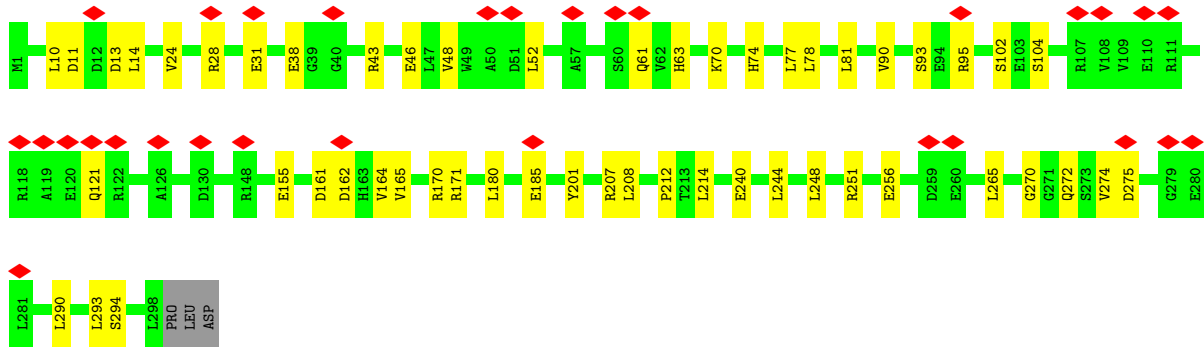 M1 L10 D11 D12 D13 L14 V24 R28 E31 E38 G39 G40 R43 E46 L47 V48 W49 A50 D51 L52 A57 S60 Q61 V62 H63 K70 H74 L77 L78 L81 V90 S93 E94 R95 S102 E103 S104 R107 V108 V109 E110 R111
R118 A119 E120 Q121 R122 A126 D130 R148 E155 D161 D162 H163 V164 V165 R170 R171 L180 E185 Y201 R207 L208 P212 T213 L214 E240 L244 L248 R251 E256 D259 E260 L265 G270 G271 Q272 S273 V274 D275 G279 E280
L281 L290 L293 S294 L298 PRO LEU ASP